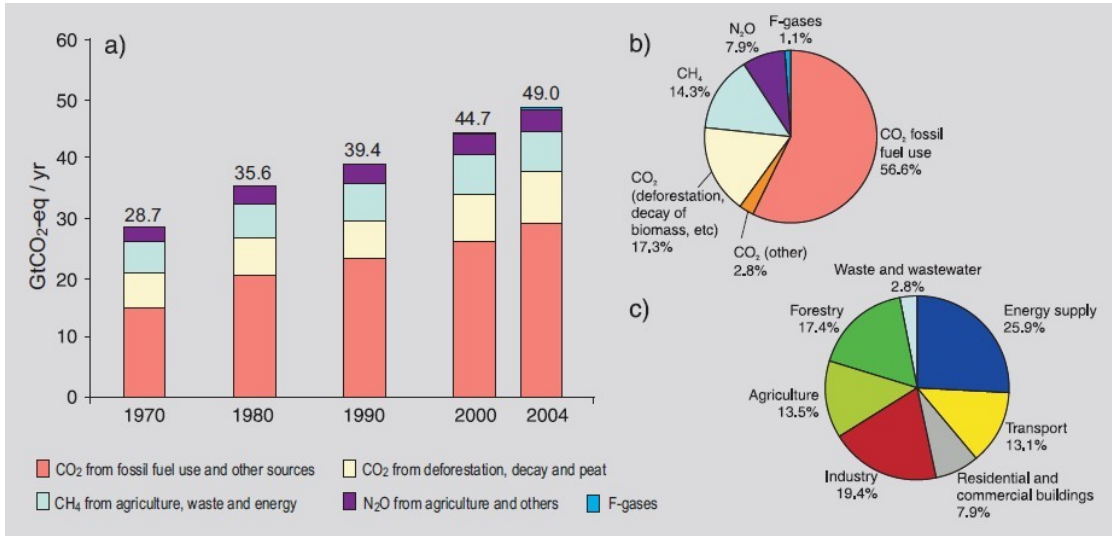 a)
GtCO₂-eq / yr
60
50
40
30
20
10
0
28.7
35.6
39.4
44.7
49.0
1970
1980
1990
2000
2004
CO₂ from fossil fuel use and other sources
CO₂ from deforestation, decay and peat
CH₄ from agriculture, waste and energy
N₂O from agriculture and others
F-gases
b)
F-gases
1.1%
N₂O
7.9%
CH₄
14.3%
CO₂ fossil
fuel use
56.6%
CO₂
(deforestation,
decay of
biomass, etc)
17.3%
CO₂ (other)
2.8%
c)
Waste and wastewater
2.8%
Forestry
17.4%
Energy supply
25.9%
Agriculture
13.5%
Transport
13.1%
Industry
19.4%
Residential and
commercial buildings
7.9%